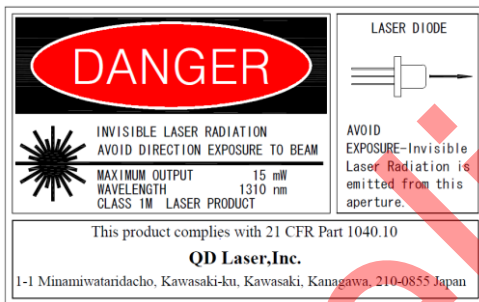 DANGER
INVISIBLE LASER RADIATION
AVOID DIRECTION EXPOSURE TO BEAM
MAXIMUM OUTPUT 15 mW
WAVELENGTH 1310 nm
CLASS 1M LASER PRODUCT
LASER DIODE
AVOID
EXPOSURE-Invisible
Laser Radiation is
emitted from this
aperture.
This product complies with 21 CFR Part 1040.10
QD Laser,Inc.
1-1 Minamiwataridacho, Kawasaki-ku, Kawasaki, Kanagawa, 210-0855 Japan